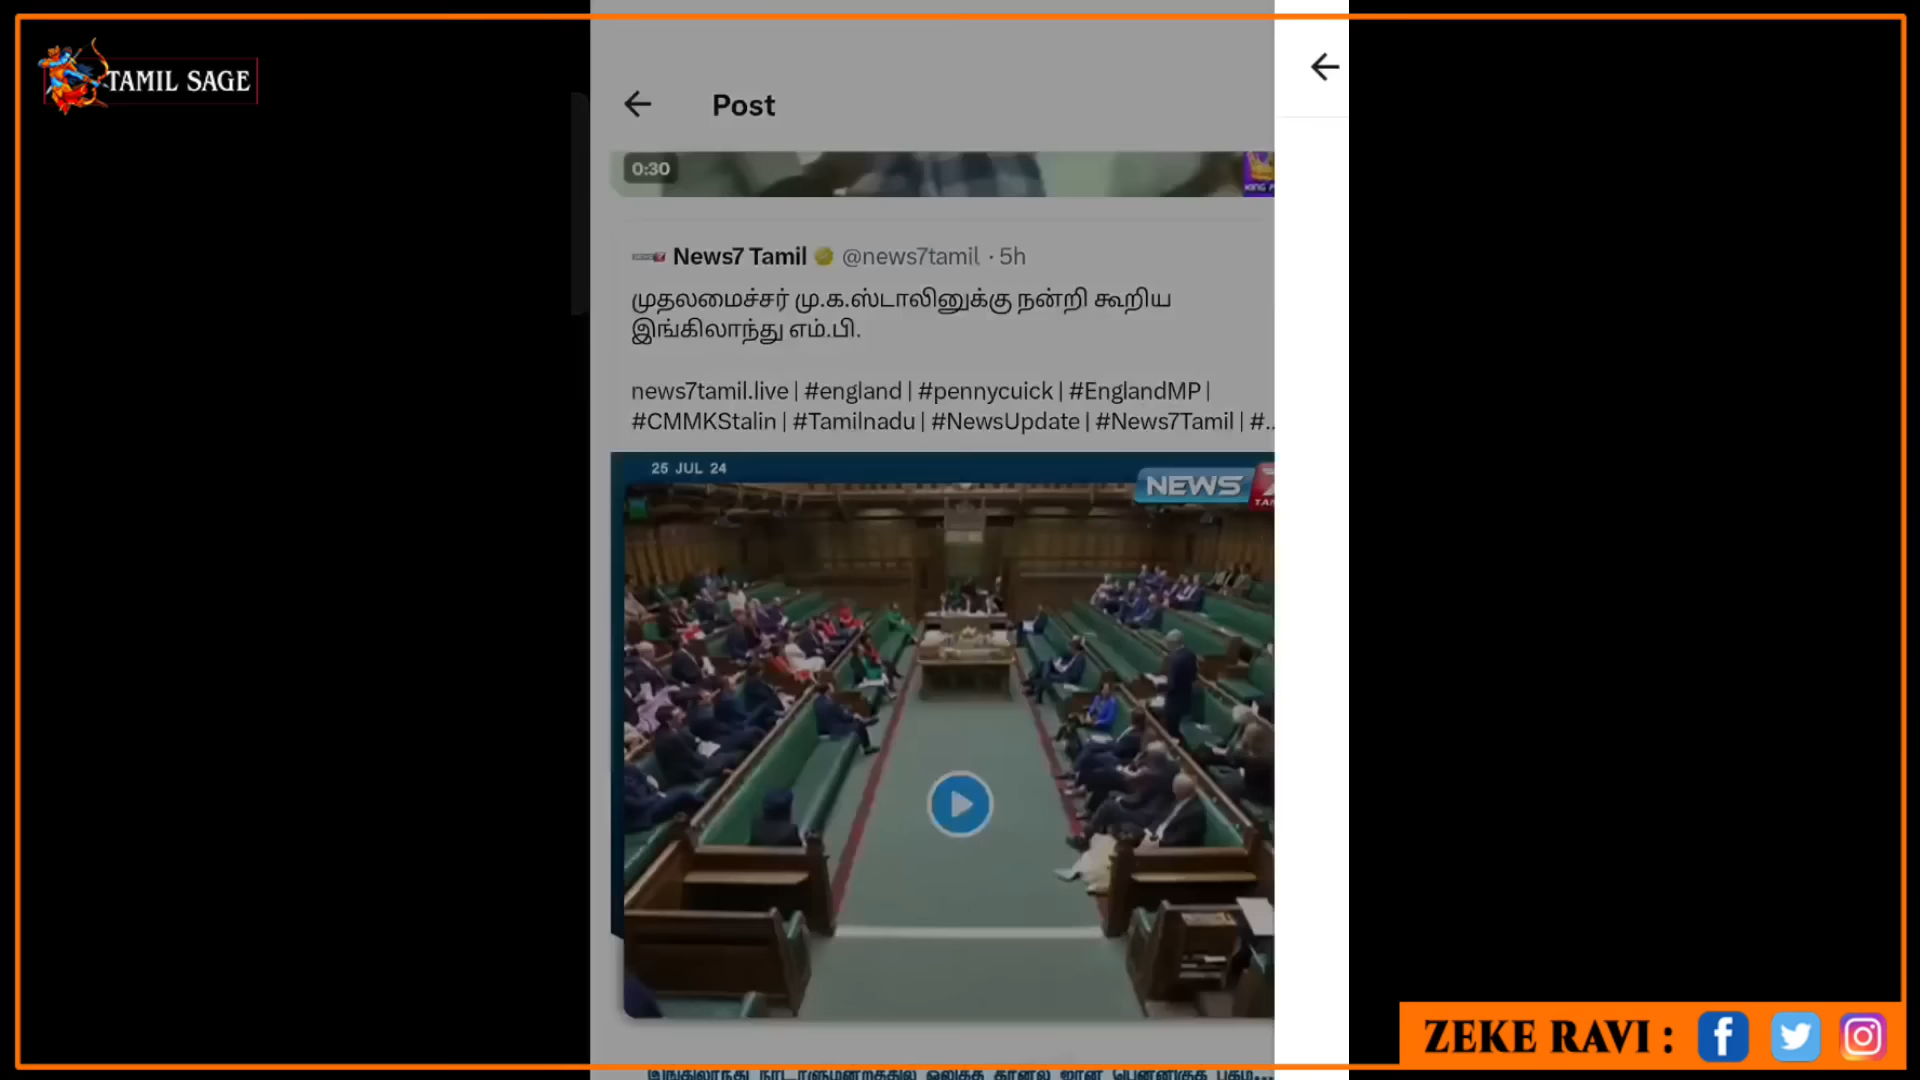 TAMIL SAGE
Post
0:30
News7 Tamil @news7tamil · 5h
முதலமைச்சர் மு.க.ஸ்டாலினுக்கு நன்றி கூறிய
இங்கிலாந்து எம்.பி.
news7tamil.live | #england | #pennycuick | #EnglandMP |
#CMMKStalin | #Tamilnadu | #NewsUpdate | #News7Tamil | #..
25 JUL 24
NEWS 7
ZEKE RAVI :